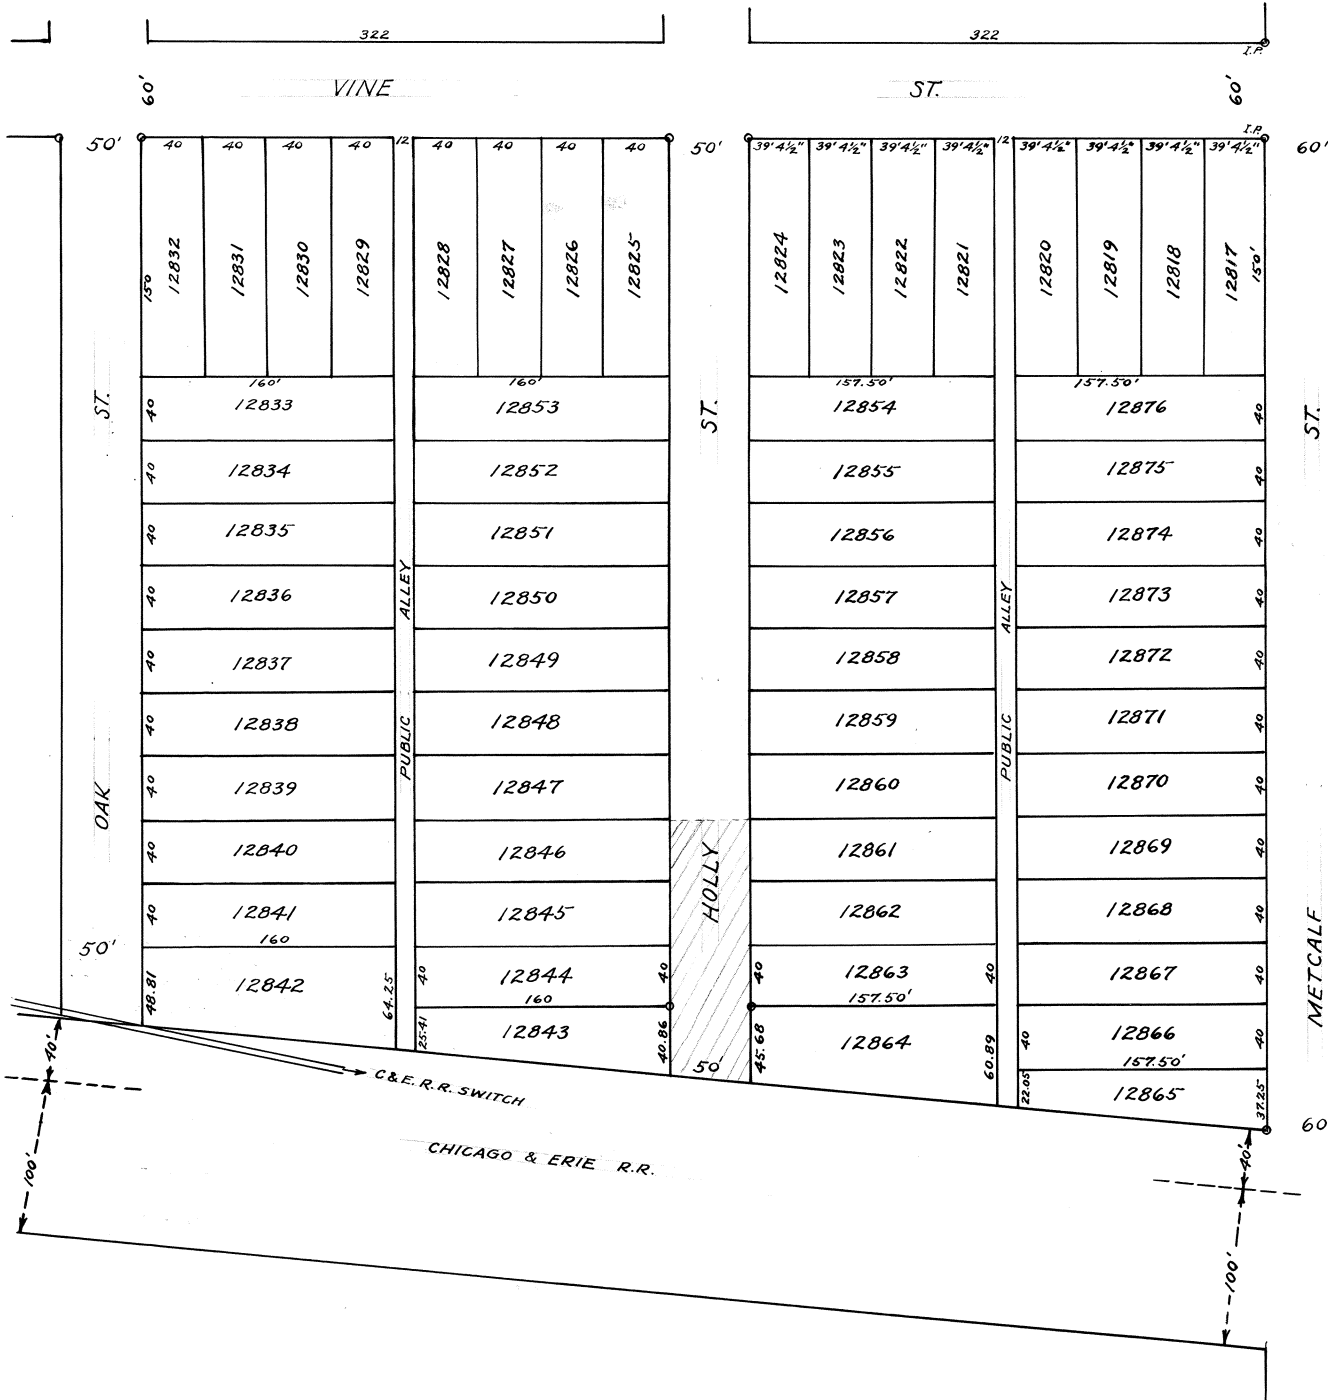 322 322
I.P.
60' VINE ST. 60'
I.P.
50' 40 40 40 40 12 40 40 40 40 50' 39'4½" 39'4½" 39'4½" 39'4½" 12 39'4½" 39'4½" 39'4½" 39'4½" 60'
150 12832 12831 12830 12829 12828 12827 12826 12825 12824 12823 12822 12821 12820 12819 12818 12817 150'
160' 160' 157.50' 157.50'
ST. 40 12833 12853 ST. 12854 12876 40 ST.
40 12834 12852 12855 12875 40
40 12835 12851 12856 12874 40
40 12836 ALLEY 12850 12857 ALLEY 12873 40
40 12837 12849 12858 12872 40
40 12838 PUBLIC 12848 12859 PUBLIC 12871 40
OAK 40 12839 12847 12860 12870 40
40 12840 12846 HOLLY 12861 12869 40
40 12841 12845 12862 12868 40 METCALF
50' 160
48.81 12842 64.25 40 12844 40 40 12863 40 12867 40
160 157.50'
25.41 12843 40.86 50' 45.68 12864 60.89 40 12866 40
157.50'
22.05 12865 37.25 60
40' C&E. R.R. SWITCH
CHICAGO & ERIE R.R. 40'
100' 100'